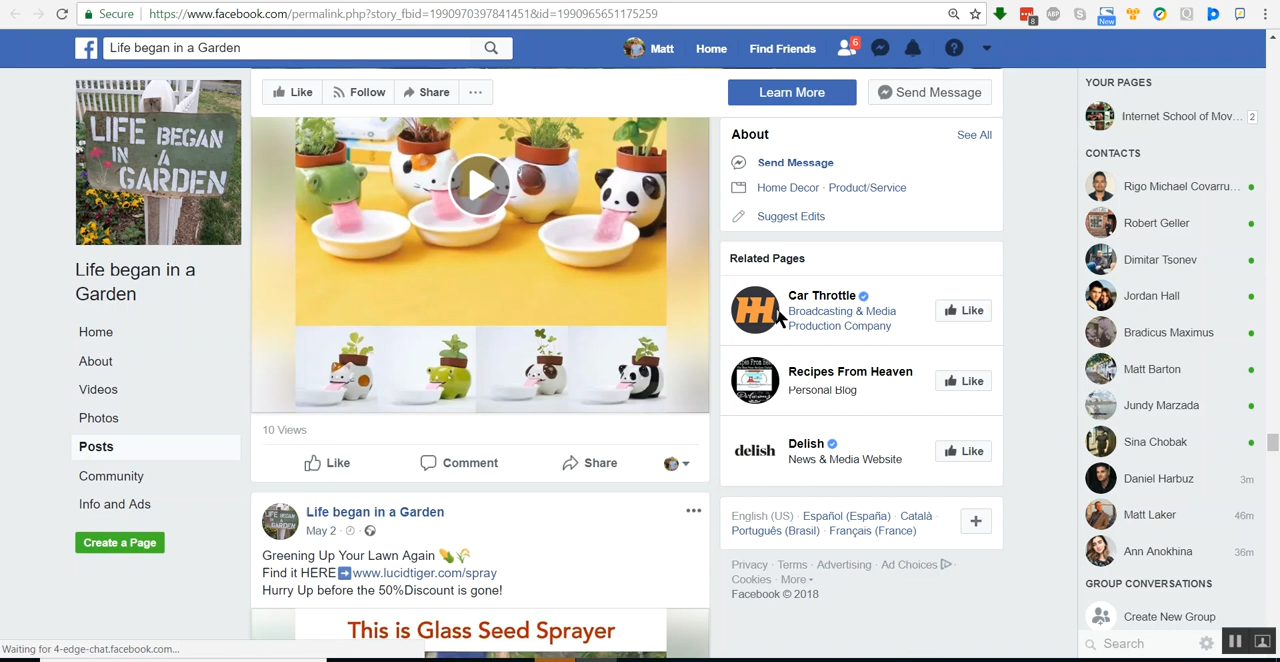 Secure
https://www.facebook.com/permalink.php?story_fbid=1990970397841451&id=1990965651175259
8
ABP
New
Life began in a Garden
Matt
Home
Find Friends
6
LIFE BEGAN
IN A
GARDEN
Life began in a
Garden
Home
About
Videos
Photos
Posts
Community
Info and Ads
Create a Page
Like
Follow
Share
Learn More
Send Message
10 Views
Like
Comment
Share
Life began in a Garden
May 2
Greening Up Your Lawn Again
Find it HERE www.lucidtiger.com/spray
Hurry Up before the 50%Discount is gone!
This is Glass Seed Sprayer
About
See All
Send Message
Home Decor · Product/Service
Suggest Edits
Related Pages
Car Throttle
Broadcasting & Media
Production Company
Like
Recipes From Heaven
Personal Blog
Like
delish
Delish
News & Media Website
Like
English (US) · Español (España) · Català ·
Português (Brasil) · Français (France)
Privacy · Terms · Advertising · Ad Choices ·
Cookies · More
Facebook © 2018
YOUR PAGES
Internet School of Mov... 2
CONTACTS
Rigo Michael Covarru...
Robert Geller
Dimitar Tsonev
Jordan Hall
Bradicus Maximus
Matt Barton
Jundy Marzada
Sina Chobak
Daniel Harbuz 3m
Matt Laker 46m
Ann Anokhina 36m
GROUP CONVERSATIONS
Create New Group
Search
Waiting for 4-edge-chat.facebook.com...